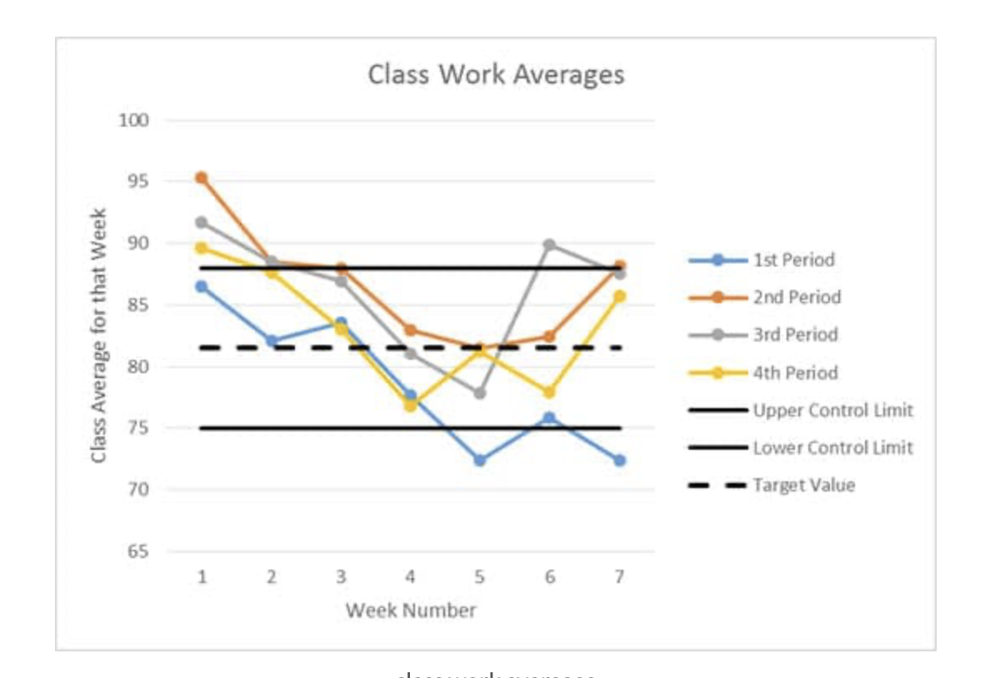 Class Work Averages
100
95
90
85
80
75
70
65
Class Average for that Week
1 2 3 4 5 6 7
Week Number
1st Period
2nd Period
3rd Period
4th Period
Upper Control Limit
Lower Control Limit
Target Value